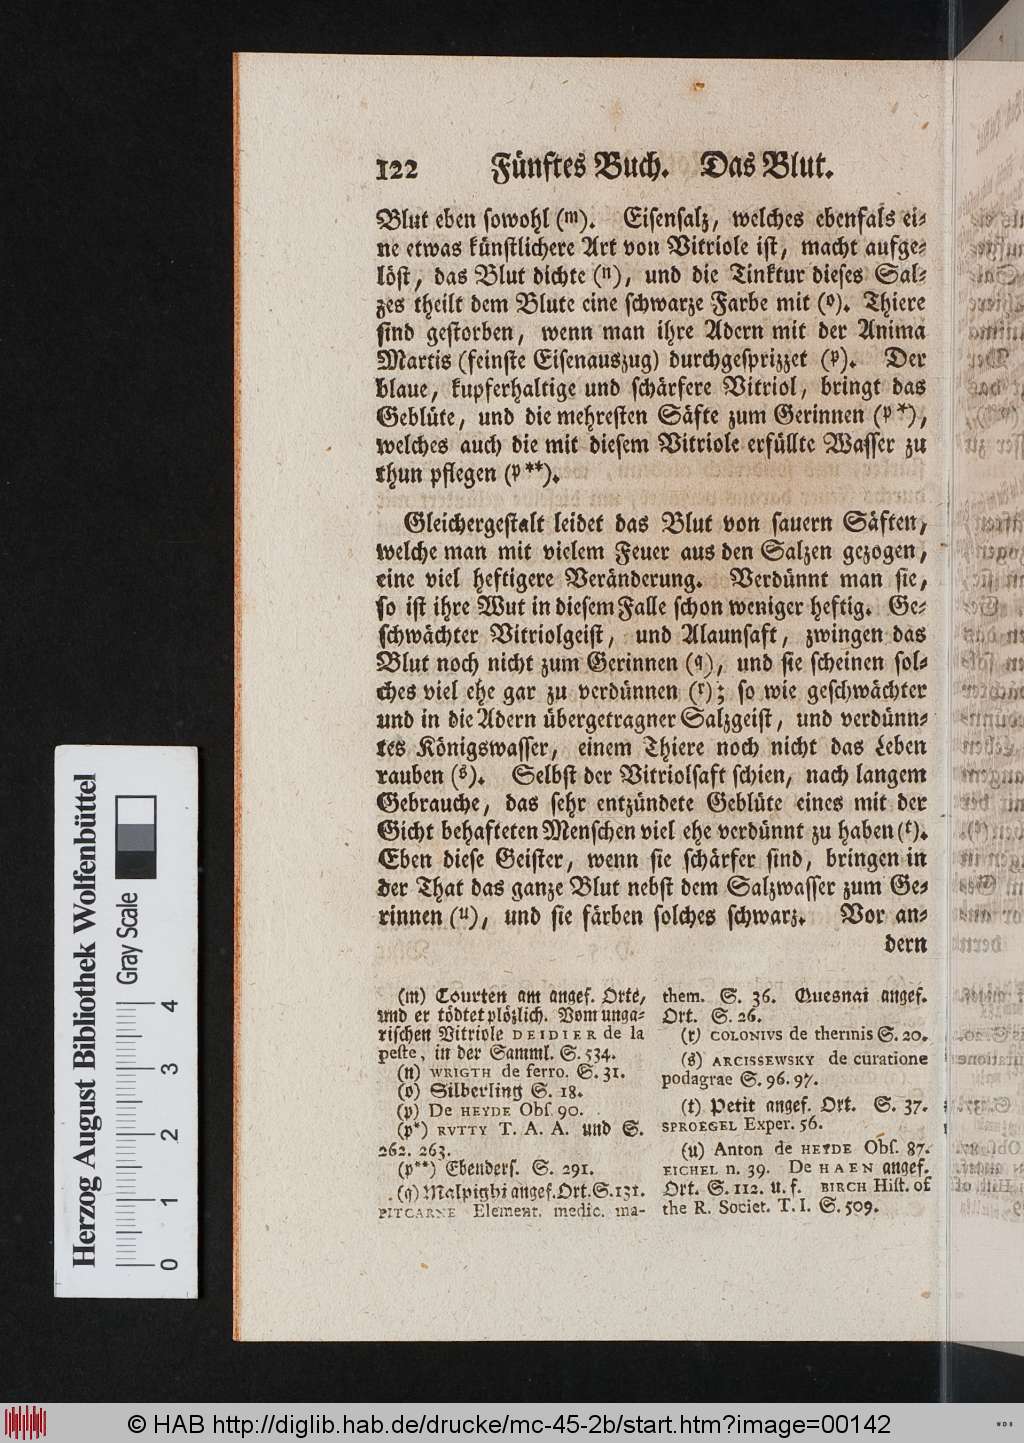 122 Fünftes Buch. Das Blut.
Blut eben sowohl (m). Eisensalz, welches ebenfals ei-
ne etwas künstlichere Art von Vitriole ist, macht aufge-
löst, das Blut dichte (n), und die Tinktur dieses Sal-
zes theilt dem Blute eine schwarze Farbe mit (o). Thiere
sind gestorben, wenn man ihre Adern mit der Anima
Martis (feinste Eisenauszug) durchgesprizzet (p). Der
blaue, kupferhaltige und schärfere Vitriol, bringt das
Geblüte, und die mehresten Säfte zum Gerinnen (p*),
welches auch die mit diesem Vitriole erfüllte Wasser zu
thun pflegen (p**).
Gleichergestalt leidet das Blut von sauern Säften,
welche man mit vielem Feuer aus den Salzen gezogen,
eine viel heftigere Veränderung. Verdünnt man sie,
so ist ihre Wut in diesem Falle schon weniger heftig. Ge-
schwächter Vitriolgeist, und Alaunsaft, zwingen das
Blut noch nicht zum Gerinnen (q), und sie scheinen sol-
ches viel ehe gar zu verdünnen (r); so wie geschwächter
und in die Adern übergetragner Salzgeist, und verdünn-
tes Königswasser, einem Thiere noch nicht das Leben
rauben (s). Selbst der Vitriolsaft schien, nach langem
Gebrauche, das sehr entzündete Geblüte eines mit der
Gicht behafteten Menschen viel ehe verdünnt zu haben (t).
Eben diese Geister, wenn sie schärfer sind, bringen in
der That das ganze Blut nebst dem Salzwasser zum Ge-
rinnen (u), und sie färben solches schwarz. Vor an-
dern
(m) Courten am angef. Orte,
und er tödtet plözlich. Vom unga-
rischen Vitriole DEIDIER de la
peste, in der Samml. S. 534.
(n) WRIGTH de ferro. S. 31.
(o) Silberling S. 18.
(p) De HEYDE Obs. 90.
(p*) RVTTY T. A. A. und S.
262. 263.
(p**) Ebenders. S. 291.
(q) Malpighi angef. Ort. S. 131.
PITCARNE Element. medic. ma-
them. S. 36. Quesnai angef.
Ort. S. 26.
(r) COLONIVS de thermis S. 20.
(s) ARCISSEWSKY de curatione
podagrae S. 96. 97.
(t) Petit angef. Ort. S. 37.
SPROEGEL Exper. 56.
(u) Anton de HEYDE Obs. 87.
EICHEL n. 39. De HAEN angef.
Ort. S. 112. u. f. BIRCH Hist. of
the R. Societ. T. I. S. 509.
Herzog August Bibliothek Wolfenbüttel
Gray Scale
0 1 2 3 4
© HAB http://diglib.hab.de/drucke/mc-45-2b/start.htm?image=00142